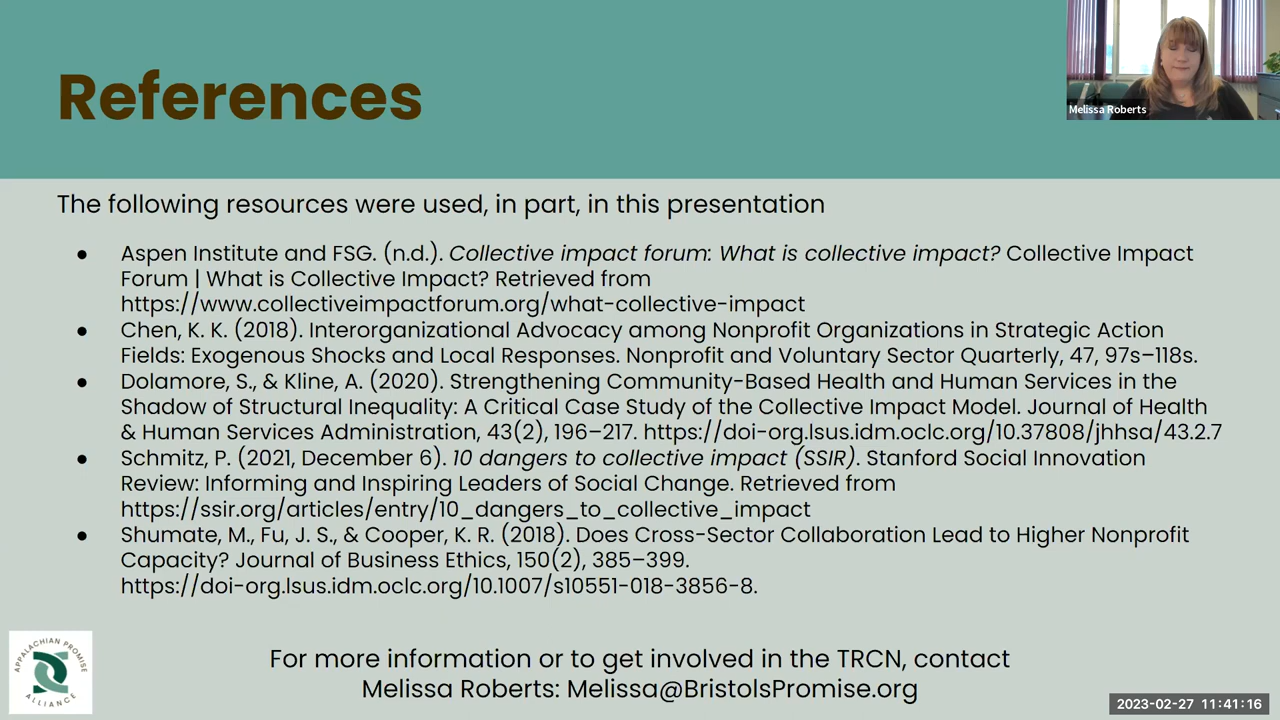 References
Melissa Roberts
The following resources were used, in part, in this presentation
● Aspen Institute and FSG. (n.d.). Collective impact forum: What is collective impact? Collective Impact
Forum | What is Collective Impact? Retrieved from
https://www.collectiveimpactforum.org/what-collective-impact
● Chen, K. K. (2018). Interorganizational Advocacy among Nonprofit Organizations in Strategic Action
Fields: Exogenous Shocks and Local Responses. Nonprofit and Voluntary Sector Quarterly, 47, 97s–118s.
● Dolamore, S., & Kline, A. (2020). Strengthening Community-Based Health and Human Services in the
Shadow of Structural Inequality: A Critical Case Study of the Collective Impact Model. Journal of Health
& Human Services Administration, 43(2), 196–217. https://doi-org.lsus.idm.oclc.org/10.37808/jhhsa/43.2.7
● Schmitz, P. (2021, December 6). 10 dangers to collective impact (SSIR). Stanford Social Innovation
Review: Informing and Inspiring Leaders of Social Change. Retrieved from
https://ssir.org/articles/entry/10_dangers_to_collective_impact
● Shumate, M., Fu, J. S., & Cooper, K. R. (2018). Does Cross-Sector Collaboration Lead to Higher Nonprofit
Capacity? Journal of Business Ethics, 150(2), 385–399.
https://doi-org.lsus.idm.oclc.org/10.1007/s10551-018-3856-8.
APPALACHIAN PROMISE
ALLIANCE
For more information or to get involved in the TRCN, contact
Melissa Roberts: Melissa@BristolsPromise.org
2023-02-27 11:41:16